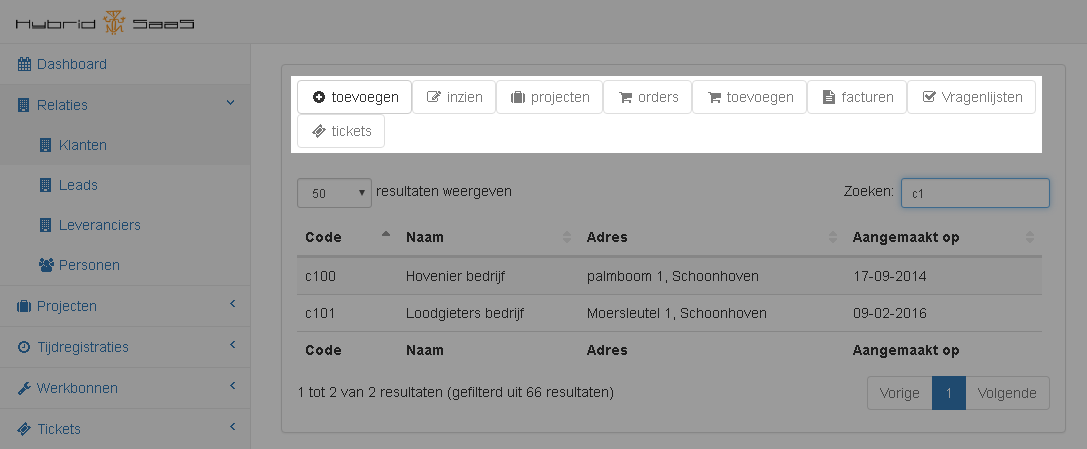 Hybrid SaaS
Dashboard
Relaties
Klanten
Leads
Leveranciers
Personen
Projecten
Tijdregistraties
Werkbonnen
Tickets
toevoegen inzien projecten orders toevoegen facturen Vragenlijsten
tickets
50 resultaten weergeven Zoeken: c1
Code Naam Adres Aangemaakt op
c100 Hovenier bedrijf palmboom 1, Schoonhoven 17-09-2014
c101 Loodgieters bedrijf Moersleutel 1, Schoonhoven 09-02-2016
Code Naam Adres Aangemaakt op
1 tot 2 van 2 resultaten (gefilterd uit 66 resultaten) Vorige 1 Volgende